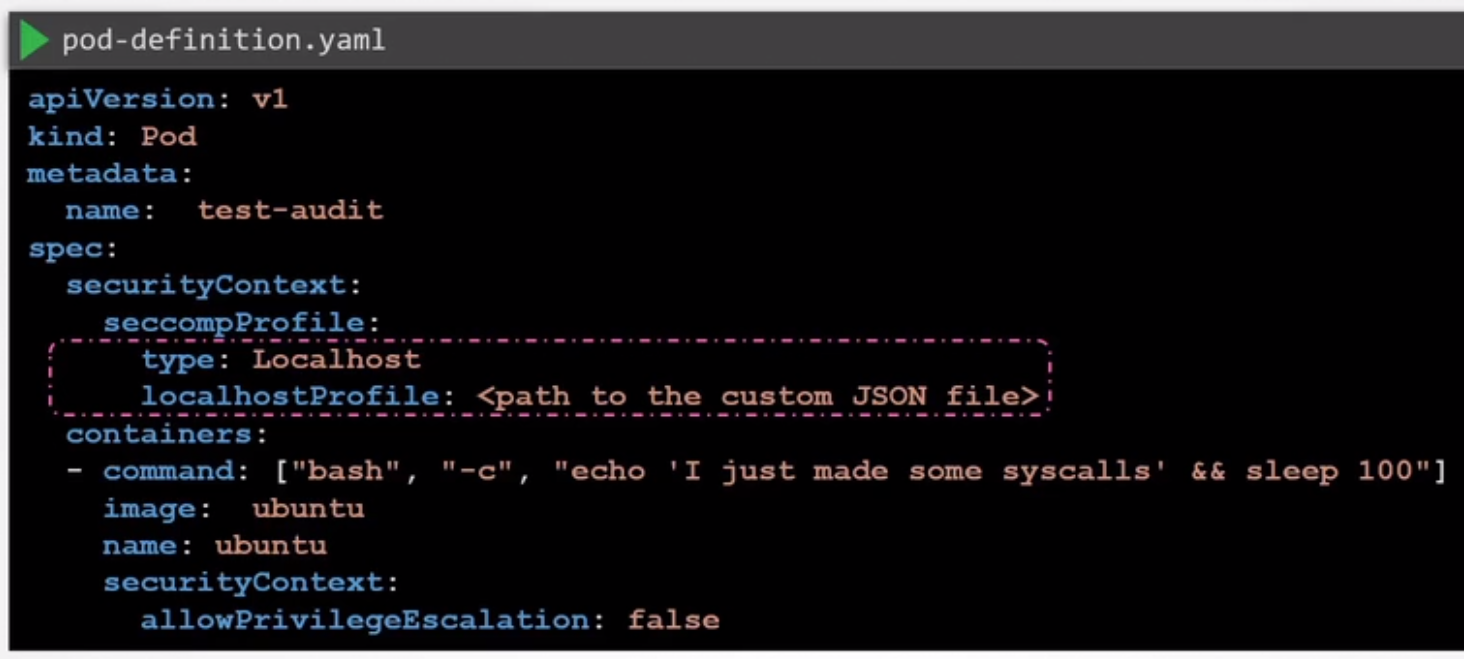 pod-definition.yaml
apiVersion: v1
kind: Pod
metadata:
  name:  test-audit
spec:
  securityContext:
    seccompProfile:
      type: Localhost
      localhostProfile: <path to the custom JSON file>
  containers:
  - command: ["bash", "-c", "echo 'I just made some syscalls' && sleep 100"]
    image:  ubuntu
    name: ubuntu
    securityContext:
      allowPrivilegeEscalation: false